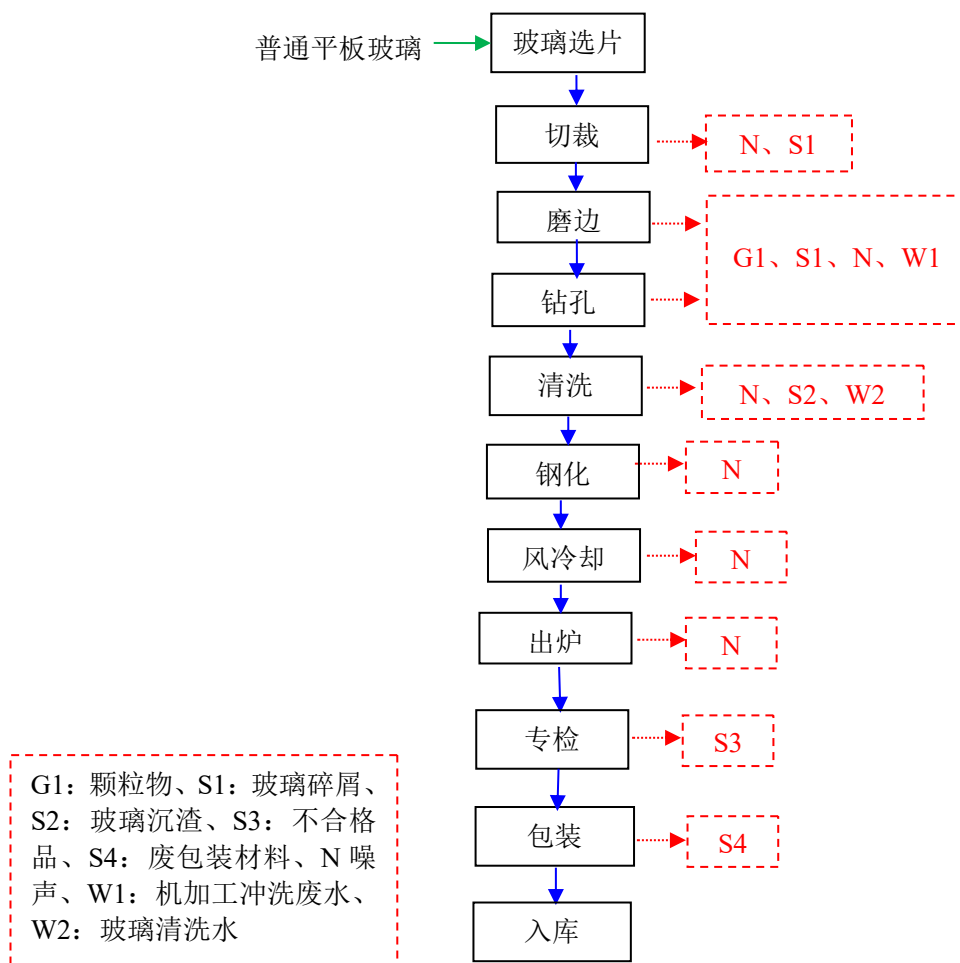 普通平板玻璃
玻璃选片
切裁
N、S1
磨边
G1、S1、N、W1
钻孔
清洗
N、S2、W2
钢化
N
风冷却
N
出炉
N
专检
S3
包装
S4
入库
G1：颗粒物、S1：玻璃碎屑、
S2：玻璃沉渣、S3：不合格
品、S4：废包装材料、N 噪
声、W1：机加工冲洗废水、
W2：玻璃清洗水